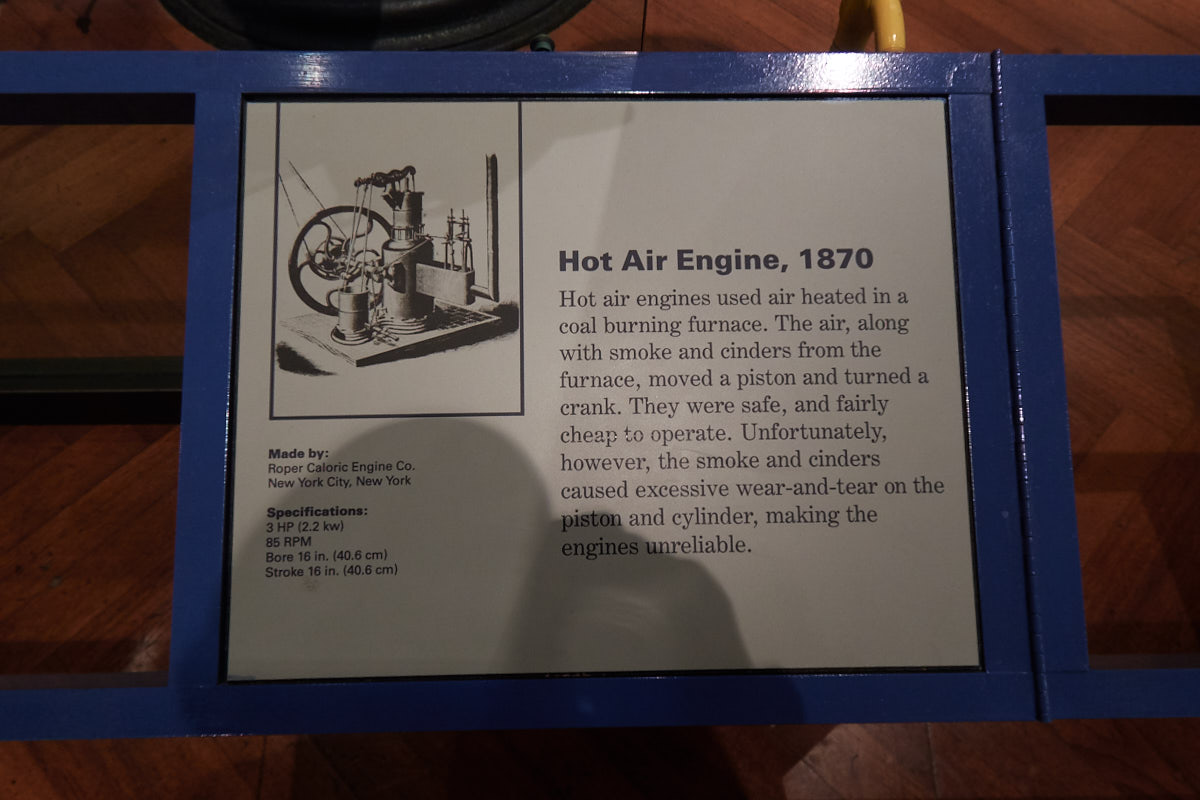 Hot Air Engine, 1870
Hot air engines used air heated in a
coal burning furnace. The air, along
with smoke and cinders from the
furnace, moved a piston and turned a
crank. They were safe, and fairly
cheap to operate. Unfortunately,
however, the smoke and cinders
caused excessive wear-and-tear on the
piston and cylinder, making the
engines unreliable.
Made by:
Roper Caloric Engine Co.
New York City, New York
Specifications:
3 HP (2.2 kw)
85 RPM
Bore 16 in. (40.6 cm)
Stroke 16 in. (40.6 cm)